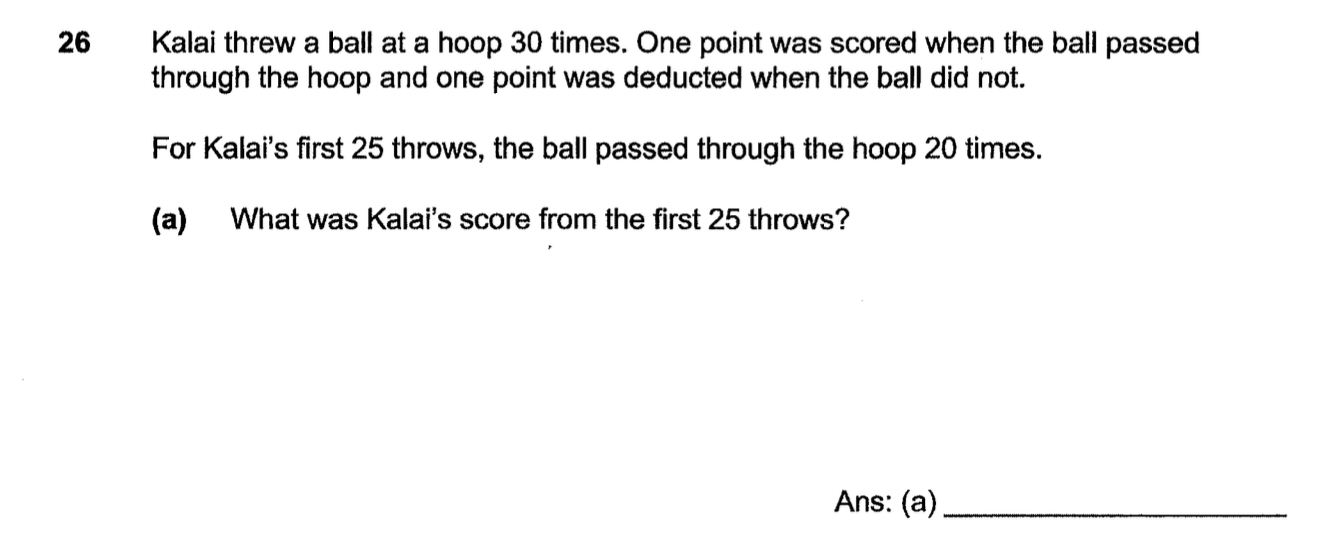 26 Kalai threw a ball at a hoop 30 times. One point was scored when the ball passed
through the hoop and one point was deducted when the ball did not.
For Kalai's first 25 throws, the ball passed through the hoop 20 times.
(a) What was Kalai's score from the first 25 throws?
Ans: (a)